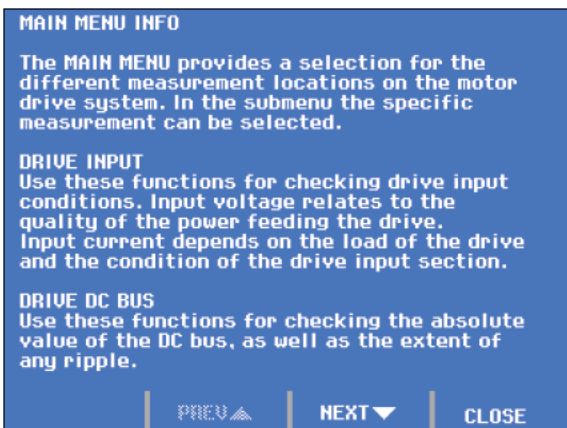 MAIN MENU INFO
The MAIN MENU provides a selection for the
different measurement locations on the motor
drive system. In the submenu the specific
measurement can be selected.
DRIVE INPUT
Use these functions for checking drive input
conditions. Input voltage relates to the
quality of the power feeding the drive.
Input current depends on the load of the drive
and the condition of the drive input section.
DRIVE DC BUS
Use these functions for checking the absolute
value of the DC bus, as well as the extent of
any ripple.
PREV▲ NEXT▼ CLOSE